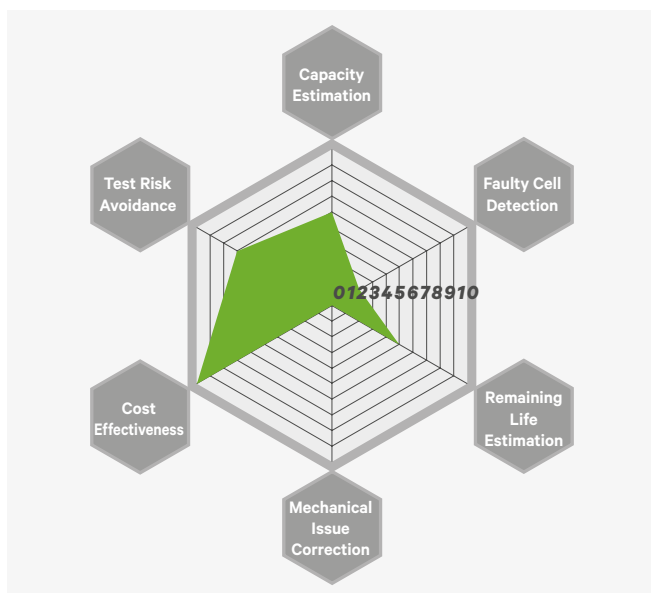 Capacity
Estimation
Test Risk
Avoidance
Faulty Cell
Detection
012345678910
Cost
Effectiveness
Remaining
Life
Estimation
Mechanical
Issue
Correction